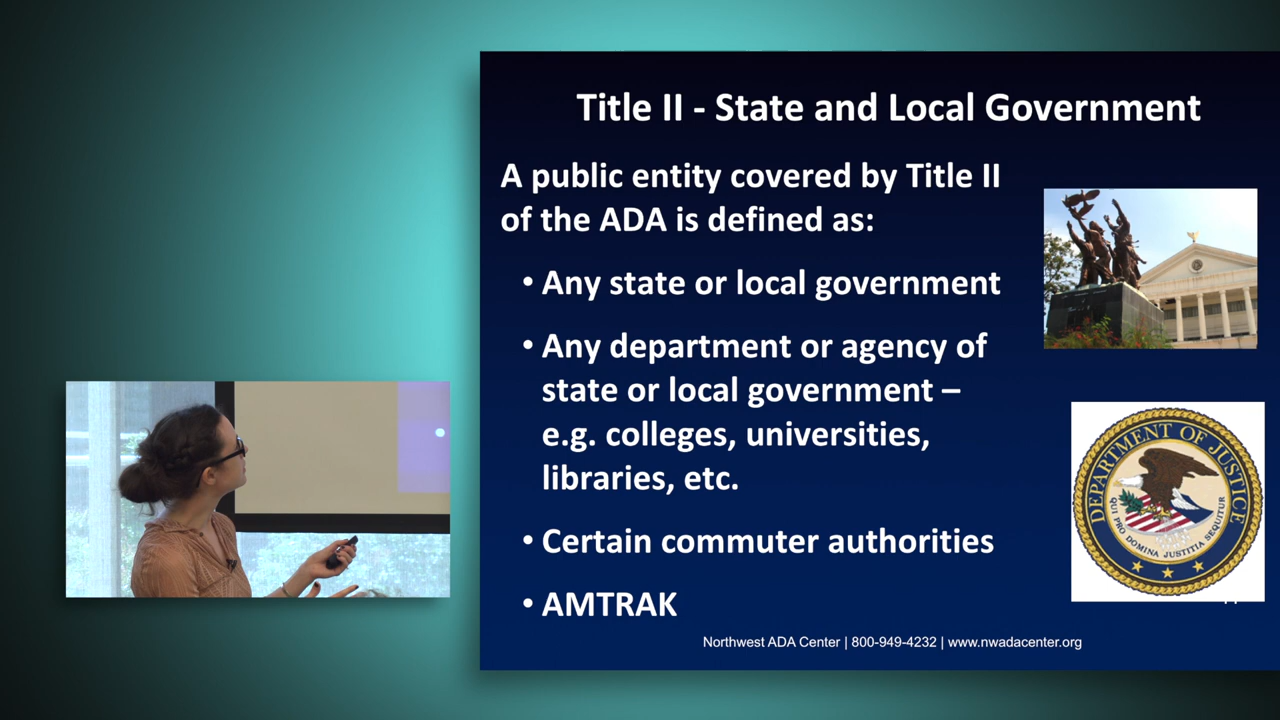 Title II - State and Local Government
A public entity covered by Title II
of the ADA is defined as:
• Any state or local government
• Any department or agency of
state or local government –
e.g. colleges, universities,
libraries, etc.
• Certain commuter authorities
• AMTRAK
DEPARTMENT OF JUSTICE
QUI PRO DOMINA JUSTITIA SEQUITUR
Northwest ADA Center | 800-949-4232 | www.nwadacenter.org